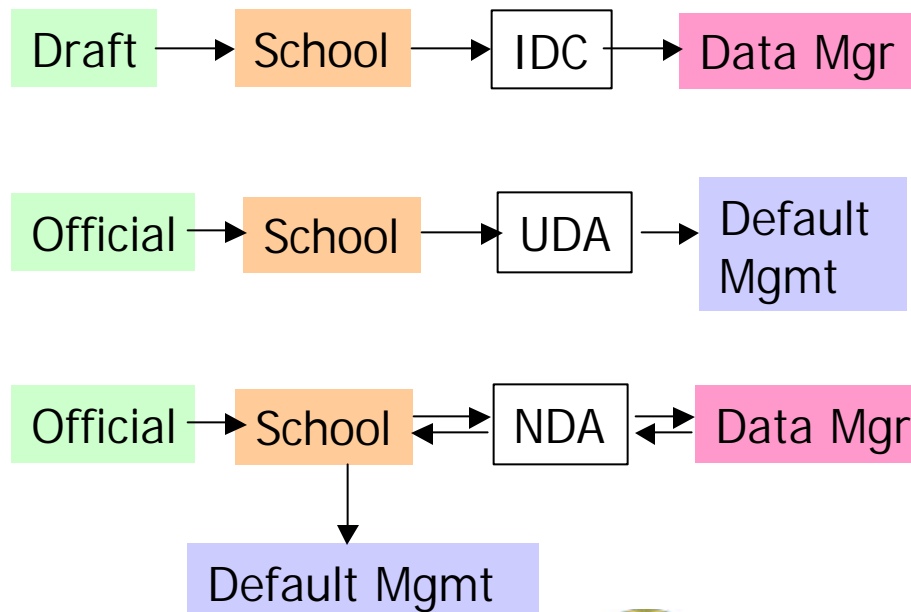 Draft School IDC Data Mgr
Official School UDA Default
Mgmt
Official School NDA Data Mgr
Default Mgmt